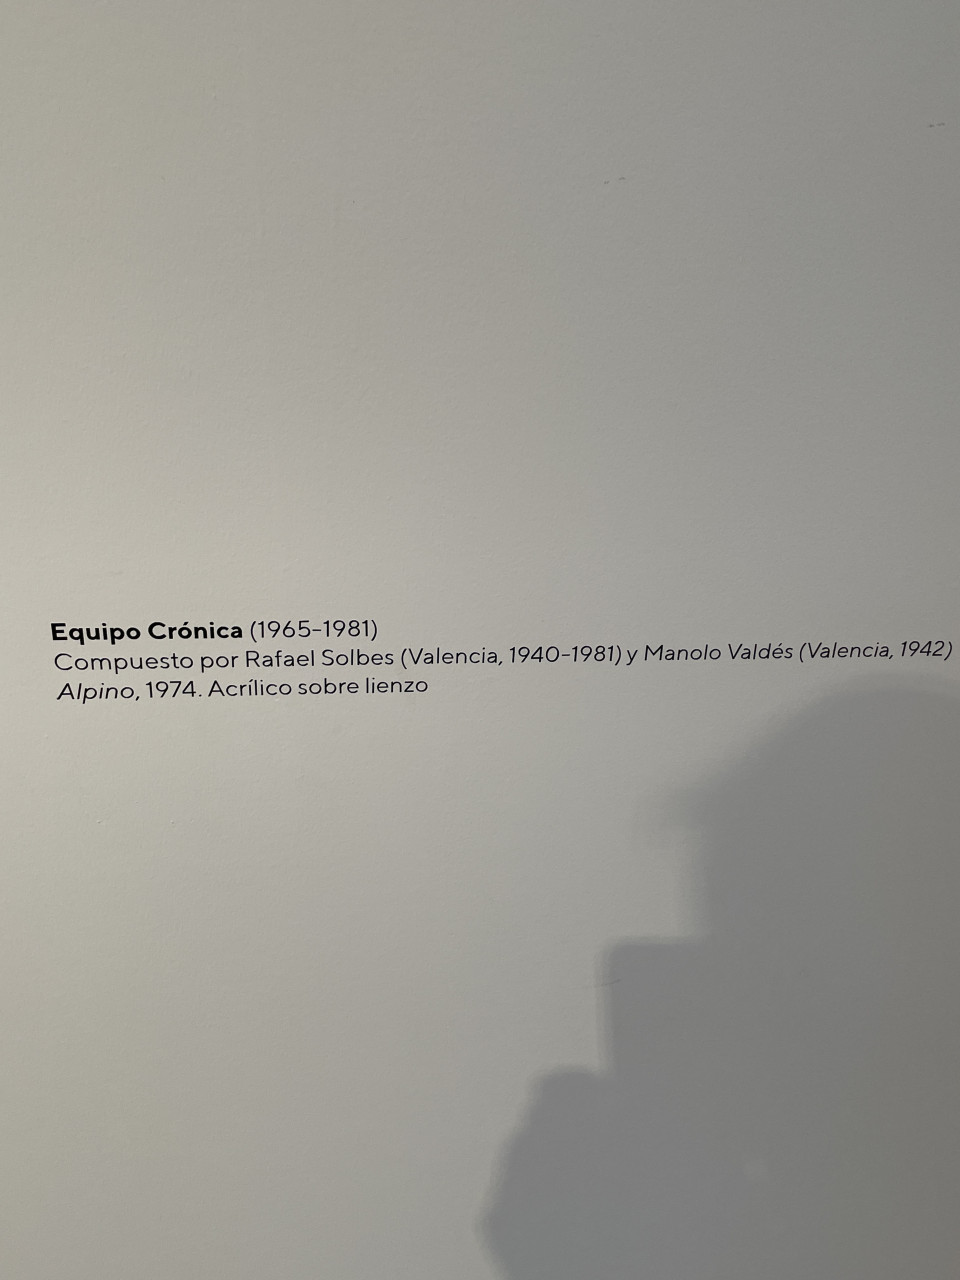 Equipo Crónica (1965-1981)
Compuesto por Rafael Solbes (Valencia, 1940-1981) y Manolo Valdés (Valencia, 1942)
Alpino, 1974. Acrílico sobre lienzo